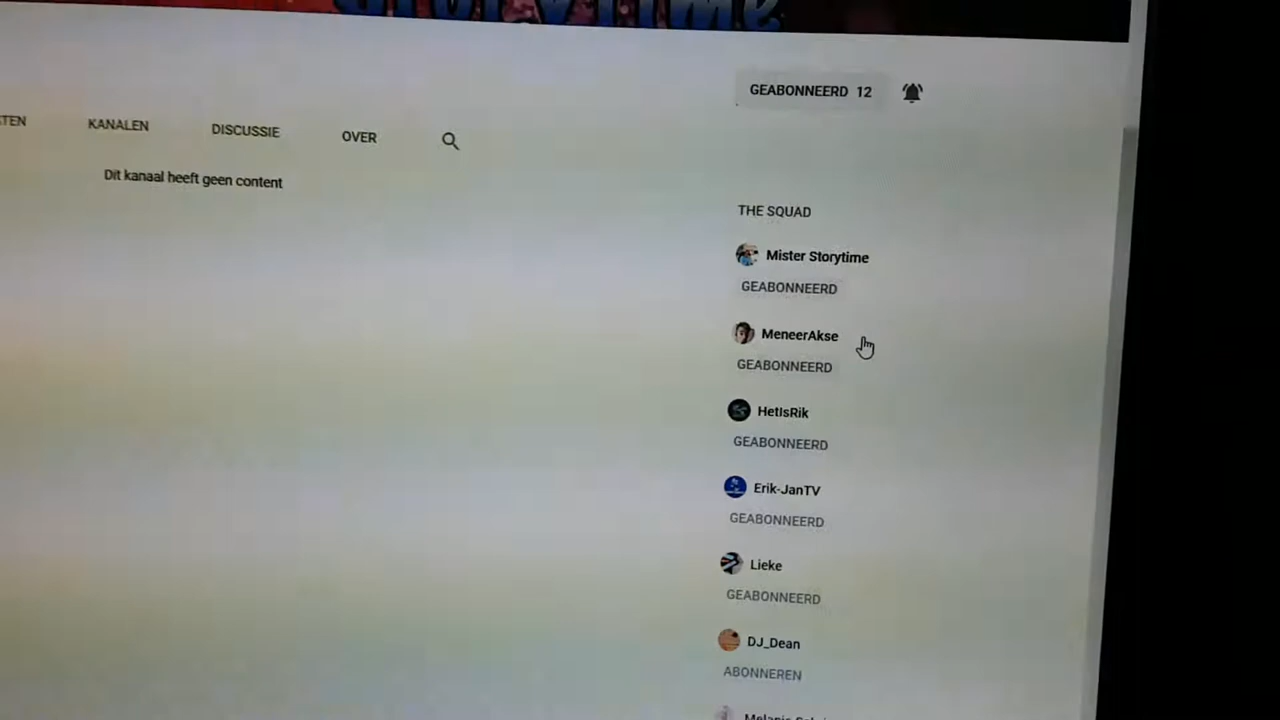 GEABONNEERD 12
KANALEN DISCUSSIE OVER
Dit kanaal heeft geen content
THE SQUAD
Mister Storytime
GEABONNEERD
MeneerAkse
GEABONNEERD
HetIsRik
GEABONNEERD
Erik-JanTV
GEABONNEERD
Lieke
GEABONNEERD
DJ_Dean
ABONNEREN